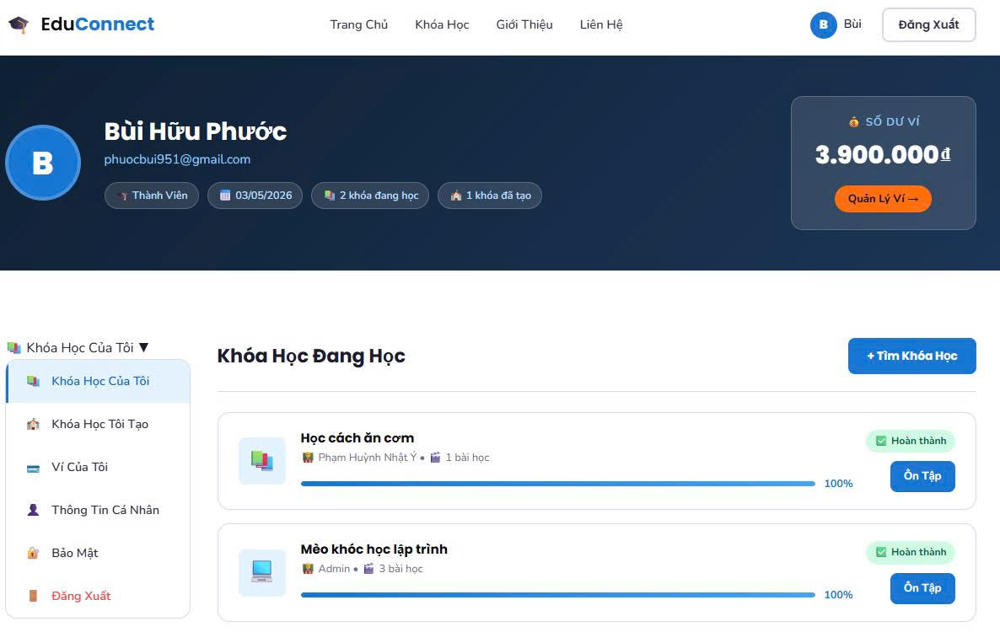 EduConnect
Trang Chủ Khóa Học Giới Thiệu Liên Hệ
B Bùi Đăng Xuất
B
Bùi Hữu Phước
phuocbui951@gmail.com
Thành Viên 03/05/2026 2 khóa đang học 1 khóa đã tạo
SỐ DƯ VÍ
3.900.000₫
Quản Lý Ví →
Khóa Học Của Tôi ▼
Khóa Học Của Tôi
Khóa Học Tôi Tạo
Ví Của Tôi
Thông Tin Cá Nhân
Bảo Mật
Đăng Xuất
Khóa Học Đang Học
+ Tìm Khóa Học
Học cách ăn cơm
Phạm Huỳnh Nhật Ý • 1 bài học
100%
Hoàn thành
Ôn Tập
Mèo khóc học lập trình
Admin • 3 bài học
100%
Hoàn thành
Ôn Tập